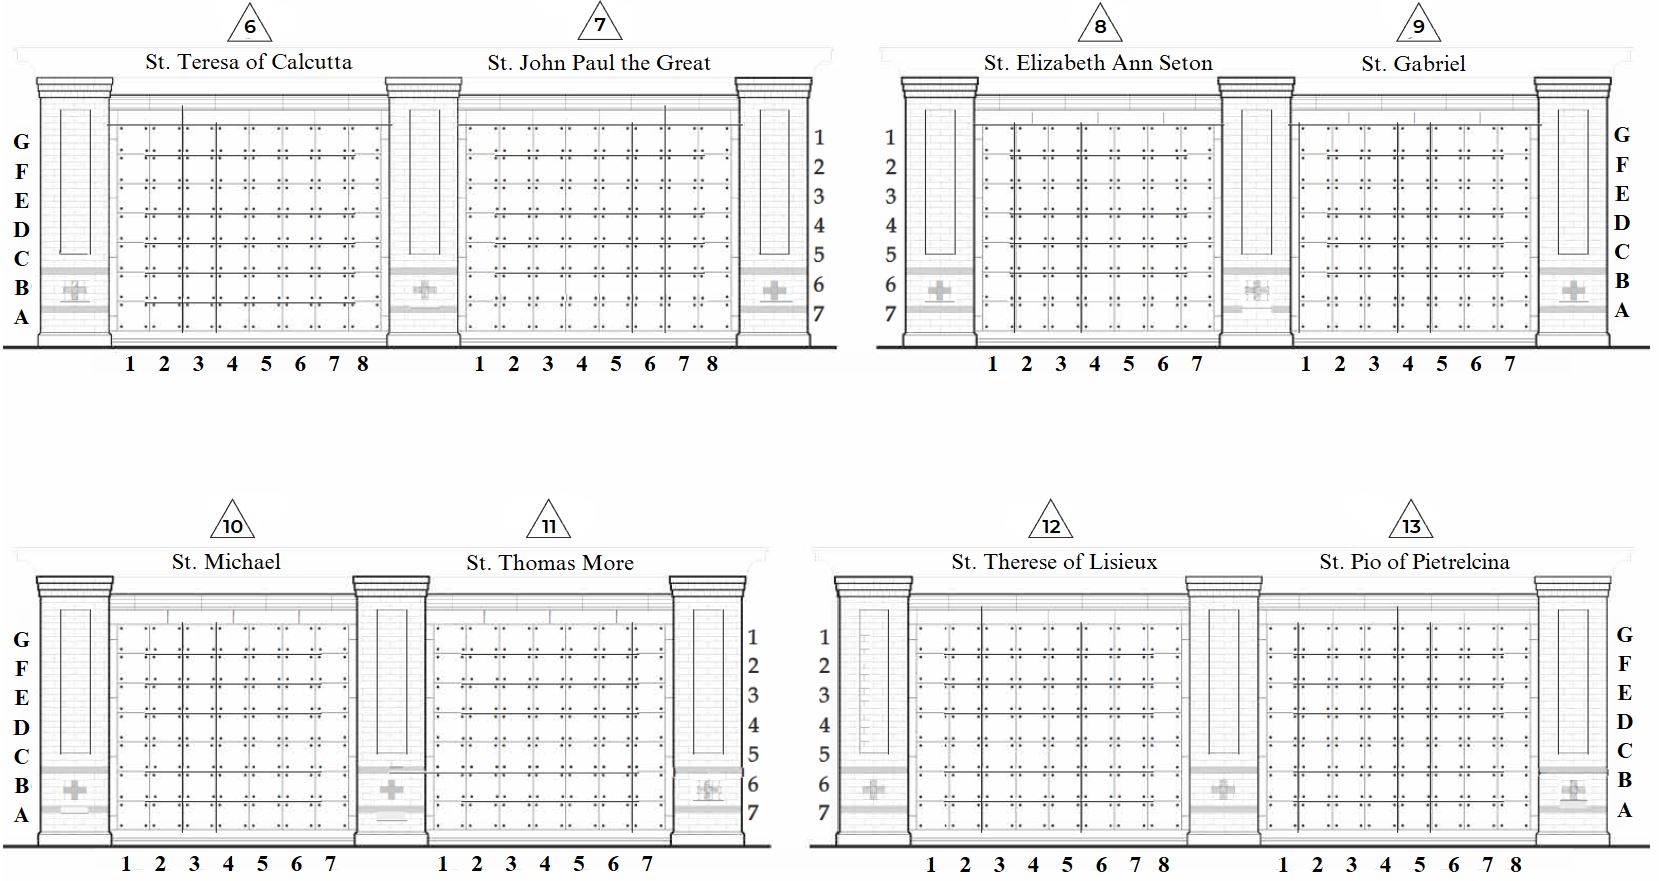 6 7 8 9
St. Teresa of Calcutta St. John Paul the Great St. Elizabeth Ann Seton St. Gabriel
G 1 1 G
F 2 2 F
E 3 3 E
D 4 4 D
C 5 5 C
B 6 6 B
A 7 7 A
1 2 3 4 5 6 7 8 1 2 3 4 5 6 7 8 1 2 3 4 5 6 7 1 2 3 4 5 6 7
10 11 12 13
St. Michael St. Thomas More St. Therese of Lisieux St. Pio of Pietrelcina
G 1 1 G
F 2 2 F
E 3 3 E
D 4 4 D
C 5 5 C
B 6 6 B
A 7 7 A
1 2 3 4 5 6 7 1 2 3 4 5 6 7 1 2 3 4 5 6 7 8 1 2 3 4 5 6 7 8